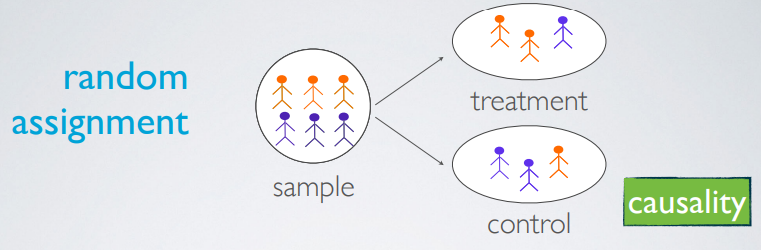 random
assignment
sample
treatment
control
causality